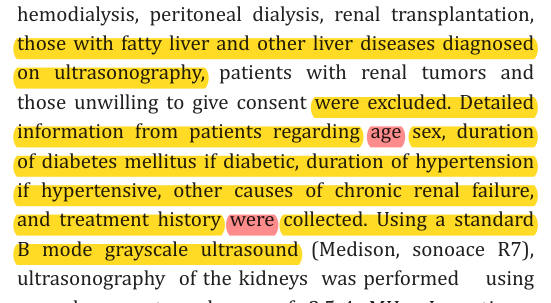 hemodialysis, peritoneal dialysis, renal transplantation,
those with fatty liver and other liver diseases diagnosed
on ultrasonography, patients with renal tumors and
those unwilling to give consent were excluded. Detailed
information from patients regarding age sex, duration
of diabetes mellitus if diabetic, duration of hypertension
if hypertensive, other causes of chronic renal failure,
and treatment history were collected. Using a standard
B mode grayscale ultrasound (Medison, sonoace R7),
ultrasonography of the kidneys was performed using